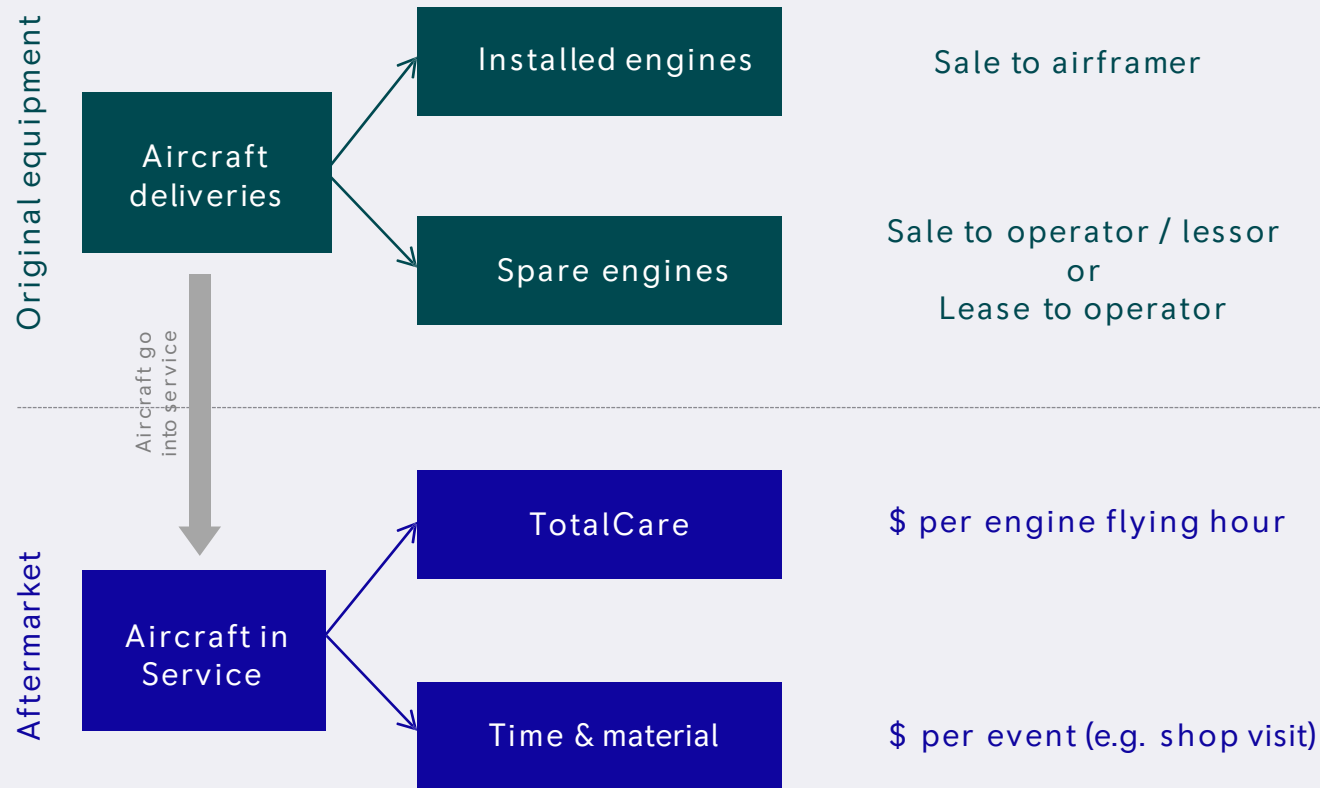 Original equipment
Aircraft
deliveries
Installed engines
Sale to airframer
Spare engines
Sale to operator / lessor
or
Lease to operator
Aircraft go
into service
Aftermarket
Aircraft in
Service
TotalCare
$ per engine flying hour
Time & material
$ per event (e.g. shop visit)